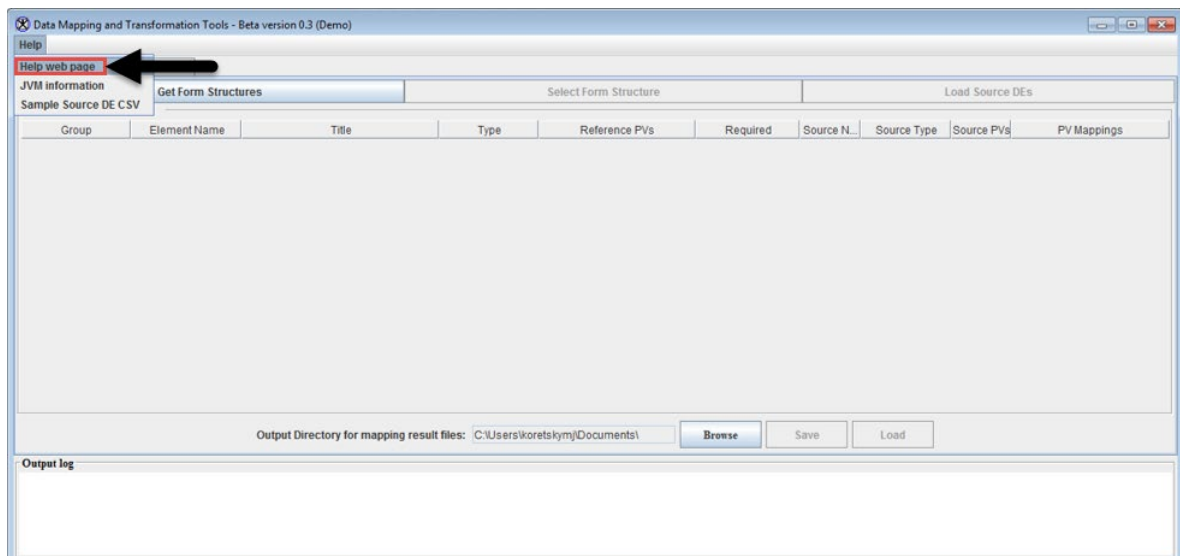 Data Mapping and Transformation Tools - Beta version 0.3 (Demo)
Help
Help web page
JVM information
Sample Source DE CSV
Get Form Structures
Select Form Structure
Load Source DEs
Group Element Name Title Type Reference PVs Required Source N... Source Type Source PVs PV Mappings
Output Directory for mapping result files: C:\Users\koretskymj\Documents\ Browse Save Load
Output log